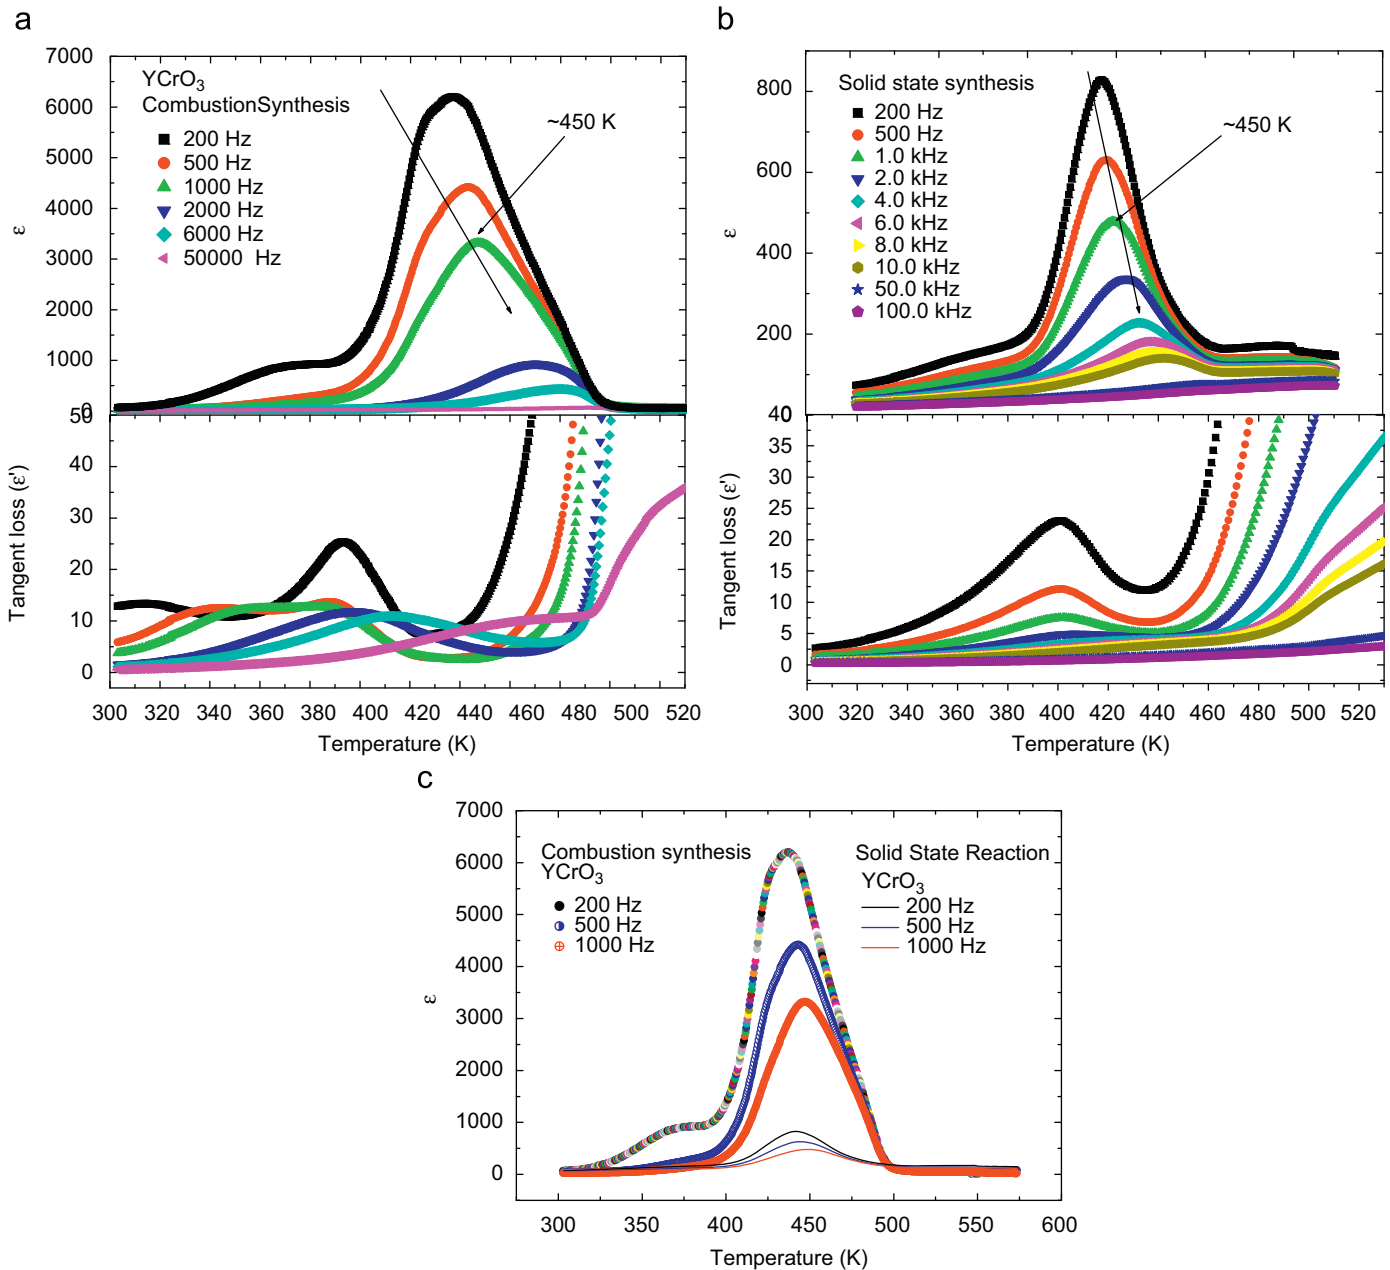 a
7000
6000
5000
4000
3000
2000
1000
0
ε
YCrO3
CombustionSynthesis
200 Hz
500 Hz
1000 Hz
2000 Hz
6000 Hz
50000 Hz
~450 K
50
40
30
20
10
0
Tangent loss (ε')
300 320 340 360 380 400 420 440 460 480 500 520
Temperature (K)
b
800
600
400
200
0
ε
Solid state synthesis
200 Hz
500 Hz
1.0 kHz
2.0 kHz
4.0 kHz
6.0 kHz
8.0 kHz
10.0 kHz
50.0 kHz
100.0 kHz
~450 K
40
35
30
25
20
15
10
5
0
Tangent loss (ε')
300 320 340 360 380 400 420 440 460 480 500 520
Temperature (K)
c
7000
6000
5000
4000
3000
2000
1000
0
ε
Combustion synthesis
YCrO3
200 Hz
500 Hz
1000 Hz
Solid State Reaction
YCrO3
200 Hz
500 Hz
1000 Hz
300 350 400 450 500 550 600
Temperature (K)